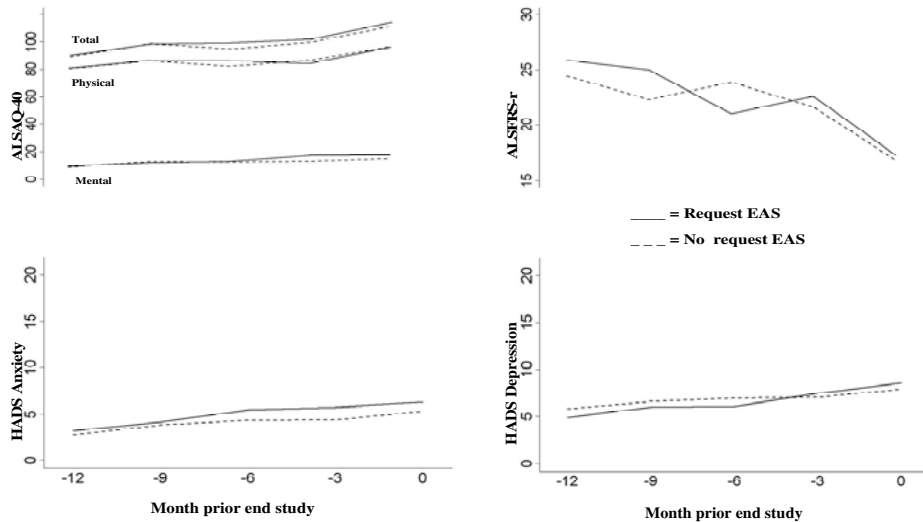 ALSAQ-40
100
80
60
40
20
0
Total
Physical
Mental
ALSFRS-r
30
25
20
15
= Request EAS
= No request EAS
HADS Anxiety
20
15
10
5
0
-12 -9 -6 -3 0
Month prior end study
HADS Depression
20
15
10
5
0
-12 -9 -6 -3 0
Month prior end study